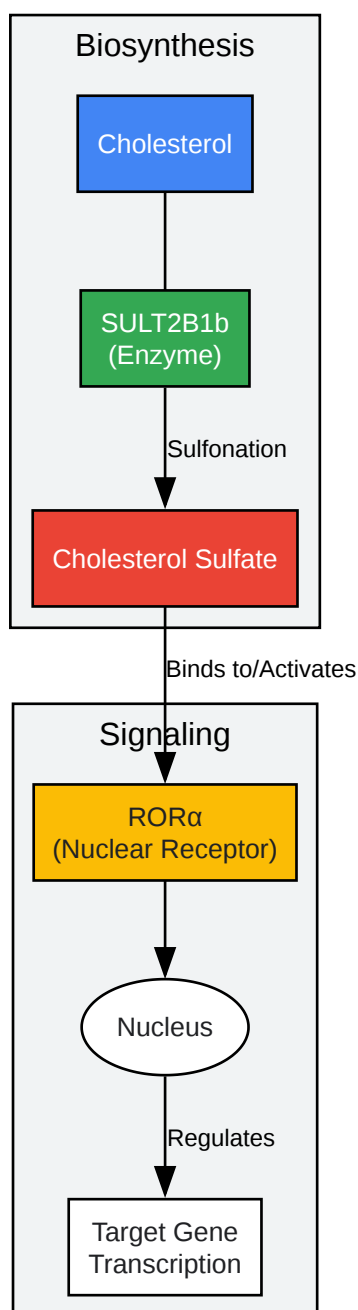 Biosynthesis
Cholesterol
SULT2B1b
(Enzyme)
Sulfonation
Cholesterol Sulfate
Binds to/Activates
Signaling
RORα
(Nuclear Receptor)
Nucleus
Regulates
Target Gene
Transcription